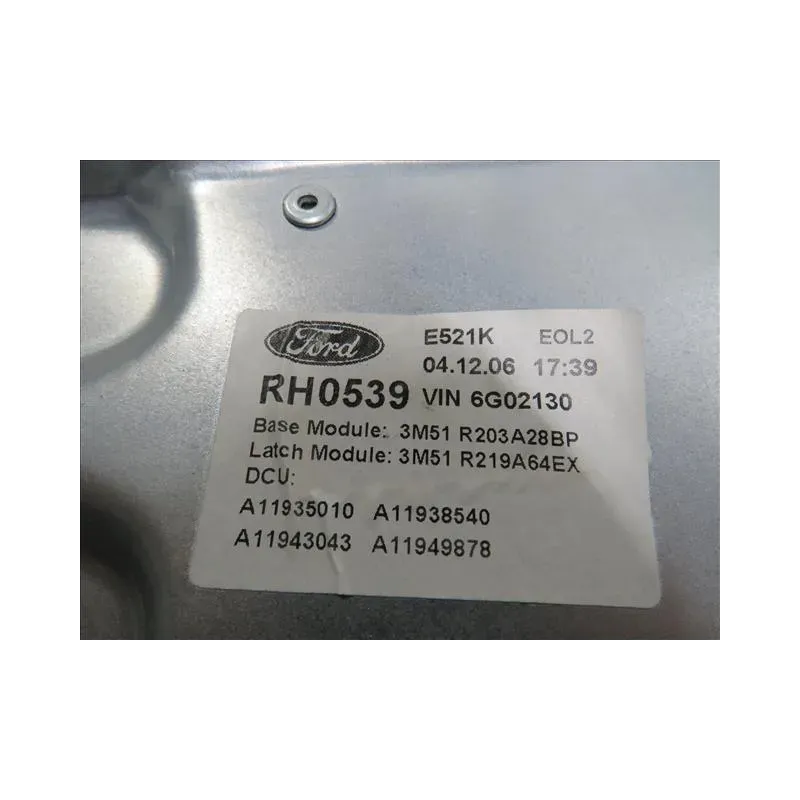 Ford E521K EOL2
04.12.06 17:39
RH0539 VIN 6G02130
Base Module: 3M51 R203A28BP
Latch Module: 3M51 R219A64EX
DCU:
A11935010 A11938540
A11943043 A11949878